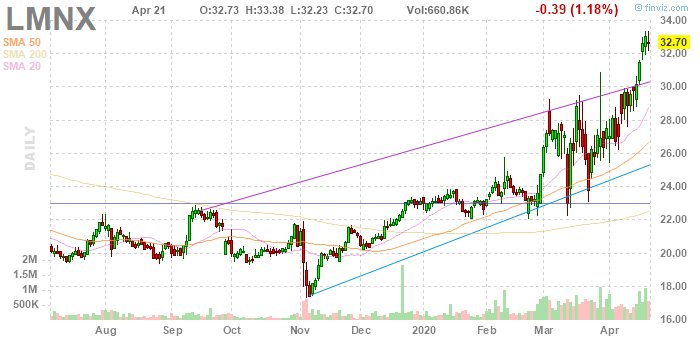 LMNX
Apr 21 O:32.73 H:33.38 L:32.23 C:32.70 Vol:660.86K -0.39 (1.18%)
© finviz.com
SMA 50
SMA 200
SMA 20
DAILY
34.00
32.70
32.00
30.00
28.00
26.00
24.00
22.00
20.00
18.00
2M
1.5M
1M
500K
Aug Sep Oct Nov Dec 2020 Feb Mar Apr